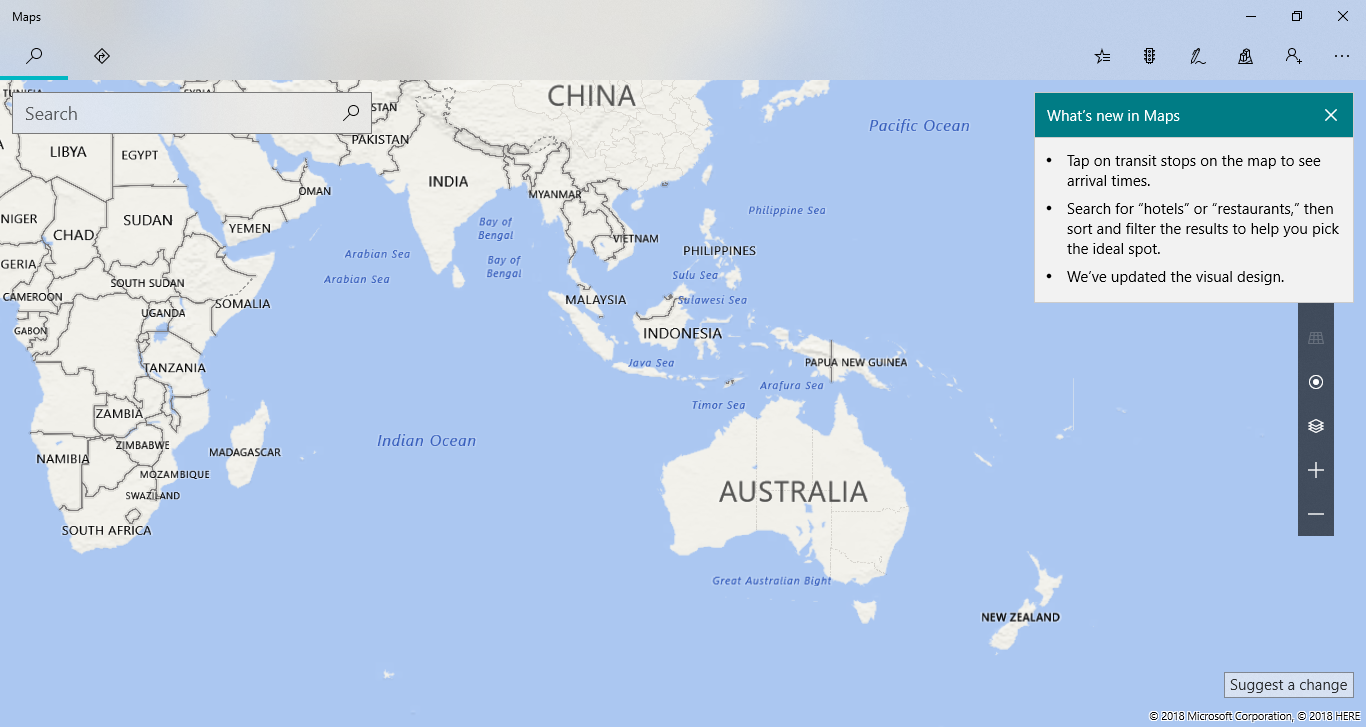 Maps
Search
What's new in Maps
• Tap on transit stops on the map to see
arrival times.
• Search for “hotels” or “restaurants,” then
sort and filter the results to help you pick
the ideal spot.
• We’ve updated the visual design.
CHINA
Pacific Ocean
PAKISTAN
LIBYA
EGYPT
INDIA
OMAN
MYANMAR
NIGER
SUDAN
Philippine Sea
CHAD
YEMEN
Bay of
Bengal
VIETNAM
PHILIPPINES
Arabian Sea
Bay of
Bengal
Arabian Sea
Sulu Sea
SOUTH SUDAN
CAMEROON
SOMALIA
MALAYSIA
Sulawesi Sea
UGANDA
GABON
INDONESIA
TANZANIA
Java Sea
PAPUA NEW GUINEA
Arafura Sea
Timor Sea
ZAMBIA
Indian Ocean
ZIMBABWE
MADAGASCAR
NAMIBIA
MOZAMBIQUE
SWAZILAND
AUSTRALIA
SOUTH AFRICA
Great Australian Bight
NEW ZEALAND
Suggest a change
© 2018 Microsoft Corporation, © 2018 HERE